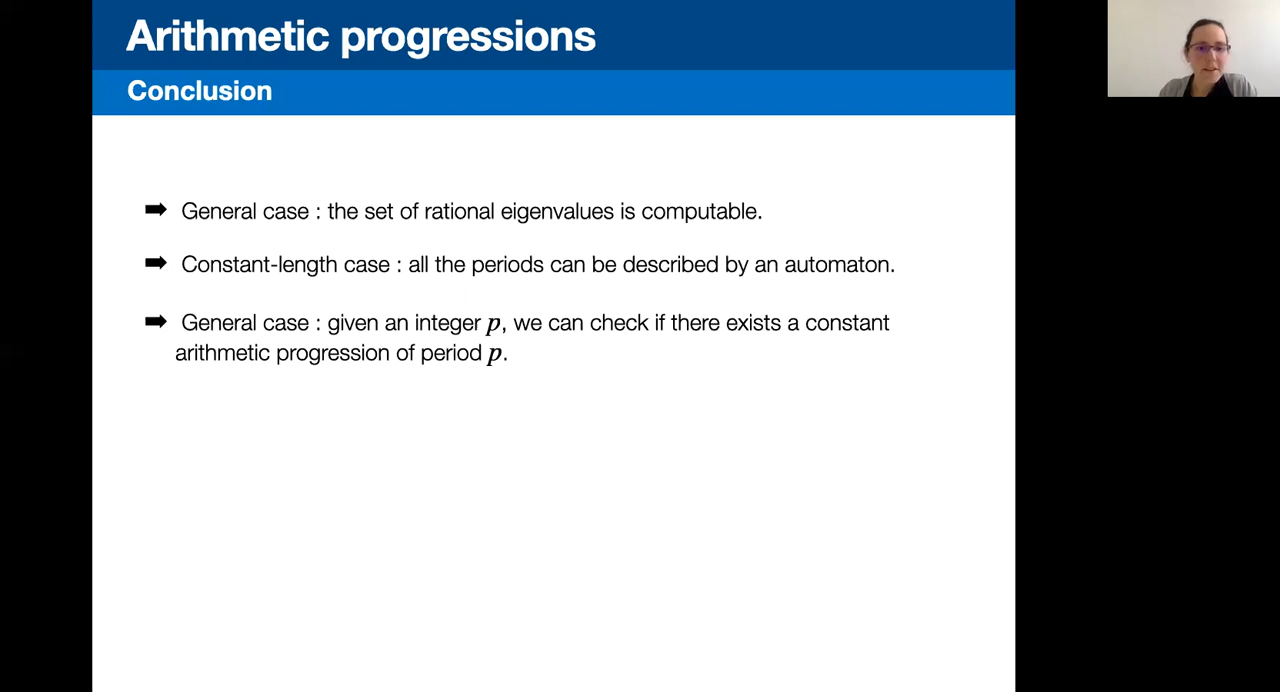 Arithmetic progressions
Conclusion
➡ General case : the set of rational eigenvalues is computable.
➡ Constant-length case : all the periods can be described by an automaton.
➡ General case : given an integer p, we can check if there exists a constant
arithmetic progression of period p.